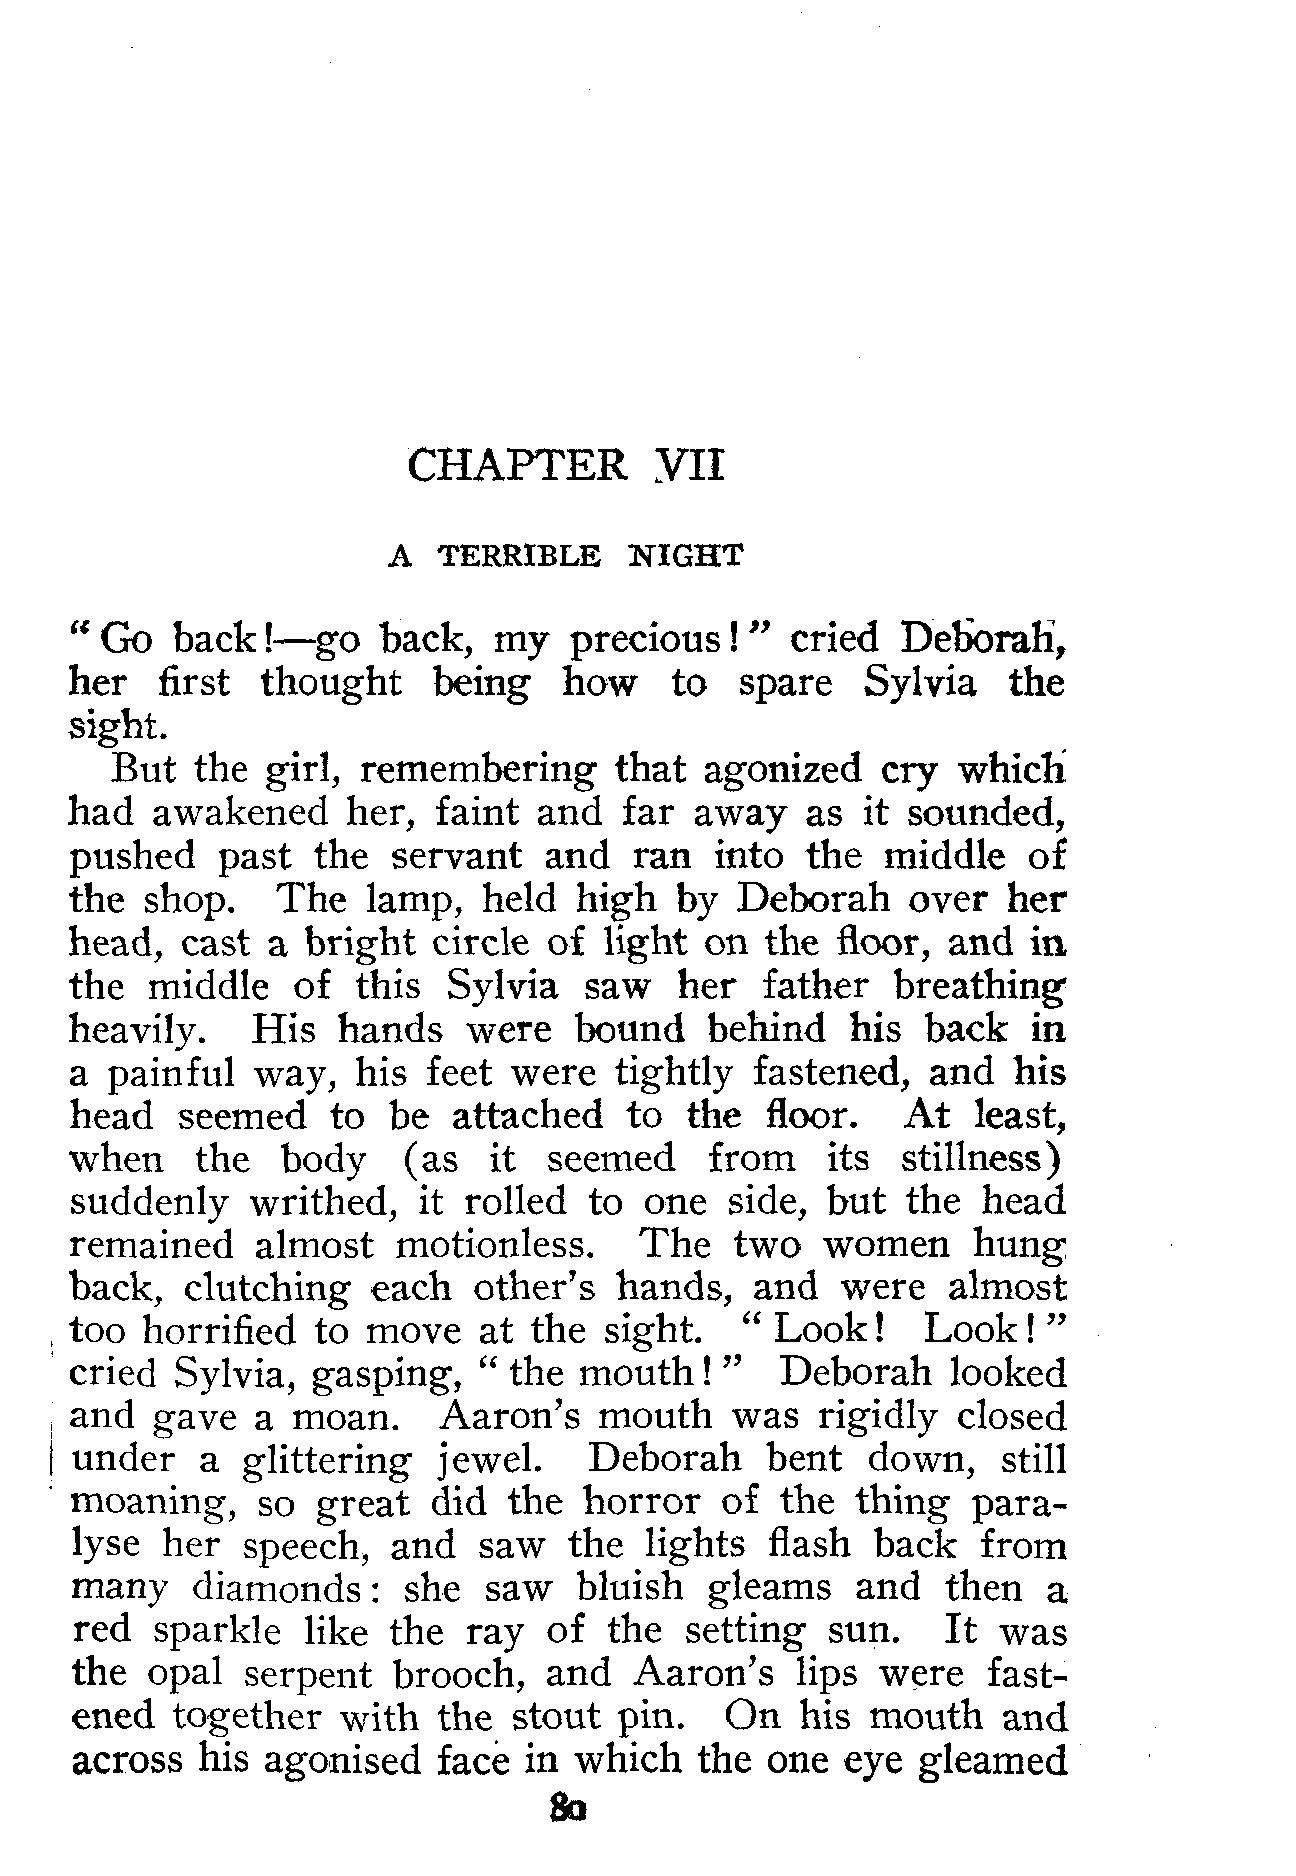 CHAPTER VII
A TERRIBLE NIGHT
“Go back!—go back, my precious!” cried Deborah,
her first thought being how to spare Sylvia the
sight.
But the girl, remembering that agonized cry which
had awakened her, faint and far away as it sounded,
pushed past the servant and ran into the middle of
the shop. The lamp, held high by Deborah over her
head, cast a bright circle of light on the floor, and in
the middle of this Sylvia saw her father breathing
heavily. His hands were bound behind his back in
a painful way, his feet were tightly fastened, and his
head seemed to be attached to the floor. At least,
when the body (as it seemed from its stillness)
suddenly writhed, it rolled to one side, but the head
remained almost motionless. The two women hung
back, clutching each other’s hands, and were almost
too horrified to move at the sight. “Look! Look!”
cried Sylvia, gasping, “the mouth!” Deborah looked
and gave a moan. Aaron’s mouth was rigidly closed
under a glittering jewel. Deborah bent down, still
moaning, so great did the horror of the thing para-
lyse her speech, and saw the lights flash back from
many diamonds: she saw bluish gleams and then a
red sparkle like the ray of the setting sun. It was
the opal serpent brooch, and Aaron’s lips were fast-
ened together with the stout pin. On his mouth and
across his agonised face in which the one eye gleamed
80